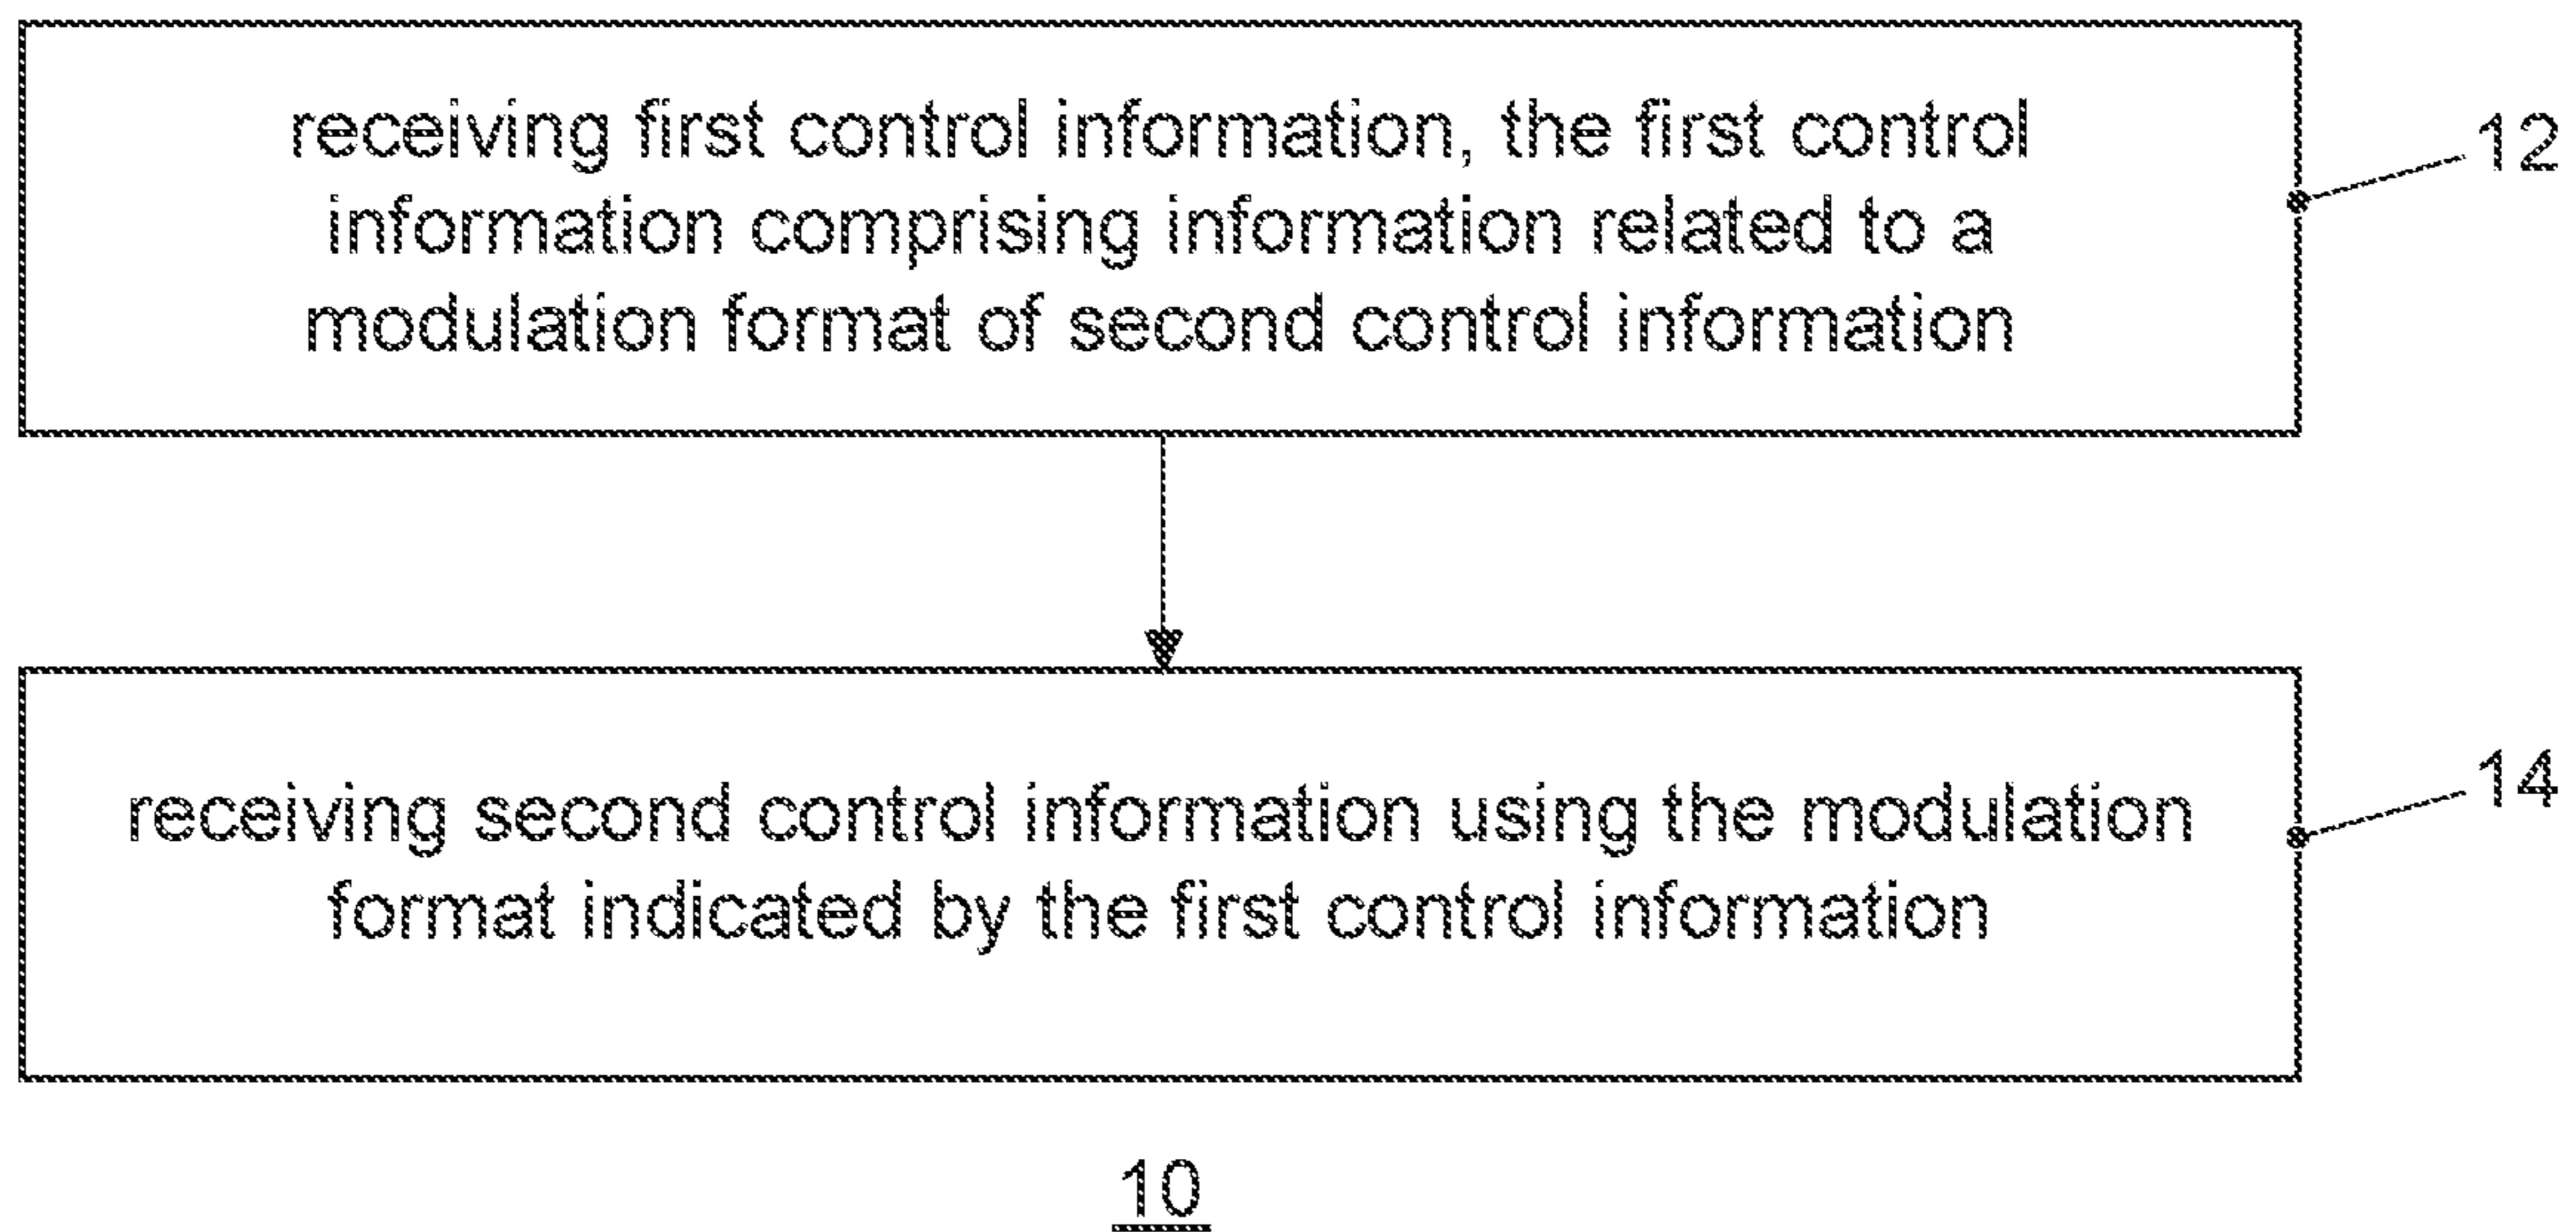 receiving first control information, the first control
information comprising information related to a
modulation format of second control information
12
receiving second control information using the modulation
format indicated by the first control information
14
10